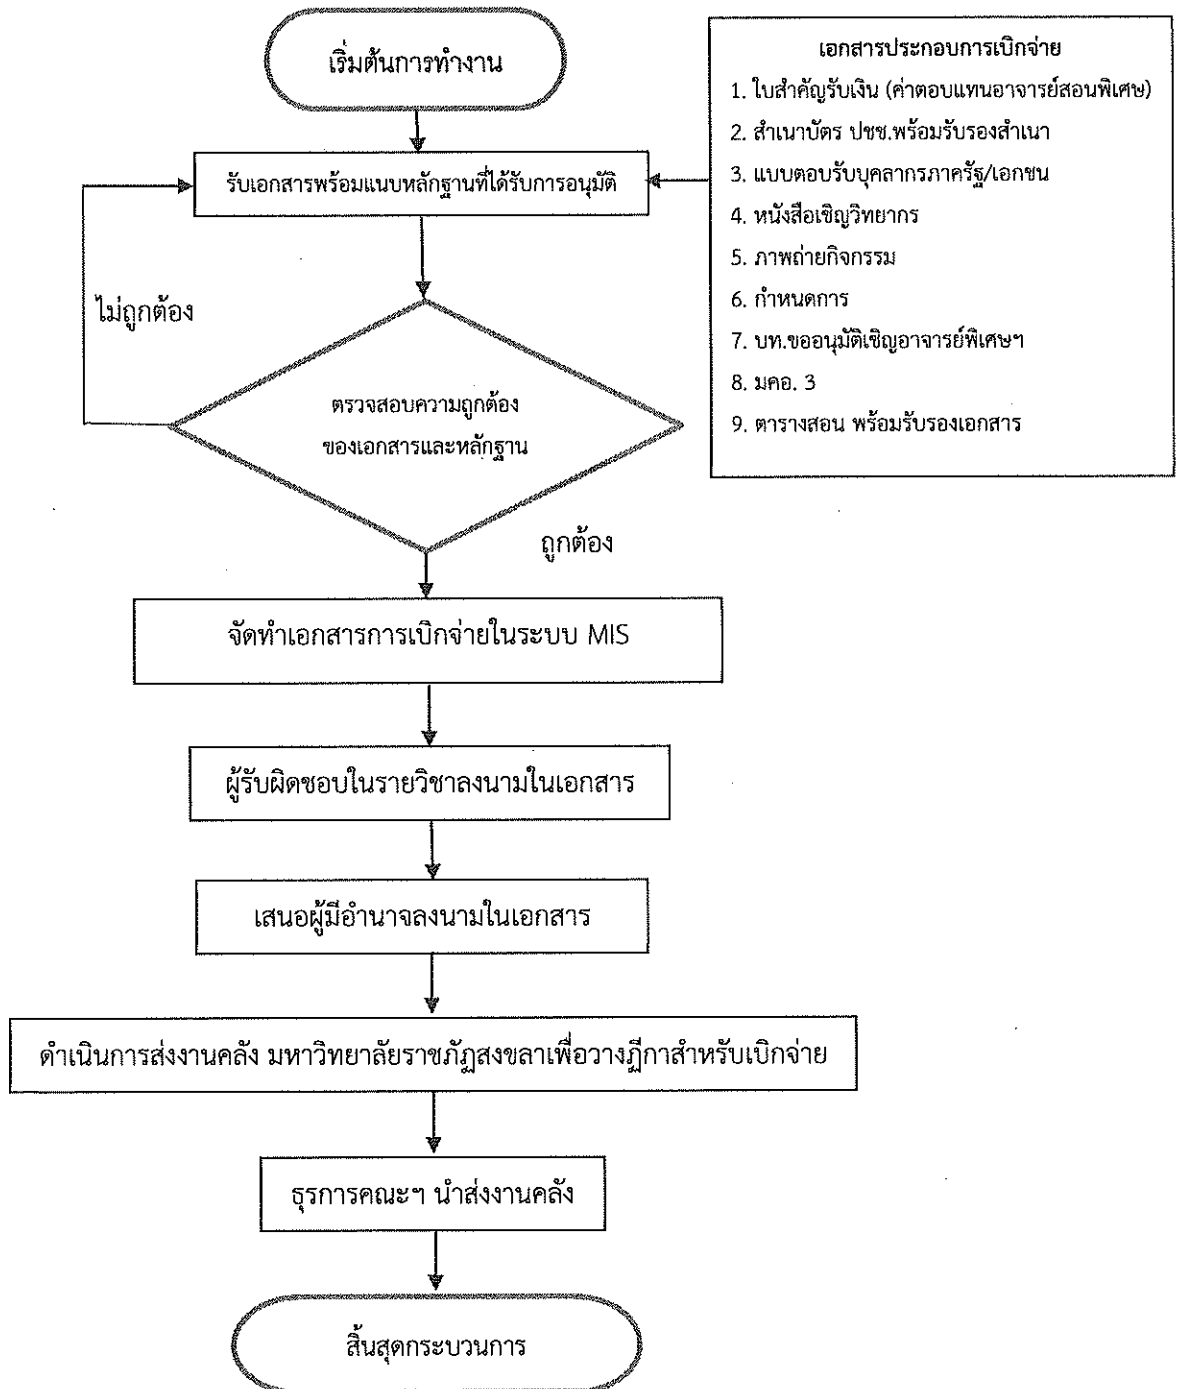 เริ่มต้นการทำงาน
รับเอกสารพร้อมแนบหลักฐานที่ได้รับการอนุมัติ
เอกสารประกอบการเบิกจ่าย
1. ใบสำคัญรับเงิน (ค่าตอบแทนอาจารย์สอนพิเศษ)
2. สำเนาบัตร ปชช.พร้อมรับรองสำเนา
3. แบบตอบรับบุคลากรภาครัฐ/เอกชน
4. หนังสือเชิญวิทยากร
5. ภาพถ่ายกิจกรรม
6. กำหนดการ
7. บท.ขออนุมัติเชิญอาจารย์พิเศษฯ
8. มคอ. 3
9. ตารางสอน พร้อมรับรองเอกสาร
ไม่ถูกต้อง
ตรวจสอบความถูกต้อง
ของเอกสารและหลักฐาน
ถูกต้อง
จัดทำเอกสารการเบิกจ่ายในระบบ MIS
ผู้รับผิดชอบในรายวิชาลงนามในเอกสาร
เสนอผู้มีอำนาจลงนามในเอกสาร
ดำเนินการส่งงานคลัง มหาวิทยาลัยราชภัฏสงขลาเพื่อวางฎีกาสำหรับเบิกจ่าย
ธุรการคณะฯ นำส่งงานคลัง
สิ้นสุดกระบวนการ